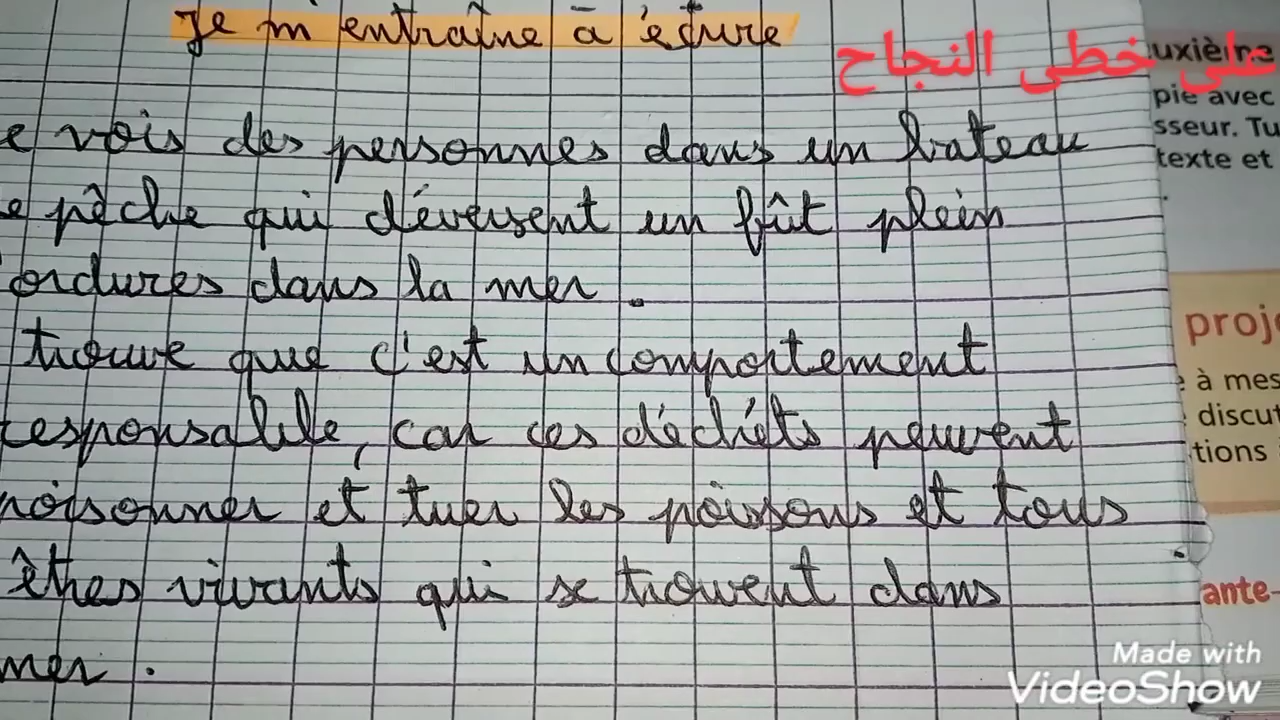 Je m'entraîne à écrire
على خطى النجاح
e vois des personnes dans un bateau
e pêche qui déversent un fût plein
'ordures dans la mer.
trouve que c'est un comportement
responsable, car ces déchets peuvent
poisonner et tuer les poissons et tous
êtres vivants qui se trouvent dans
mer.
uxième
pie avec
sseur. Tu
texte et
proje
à mes
discut
tions
ante-
Made with
VideoShow